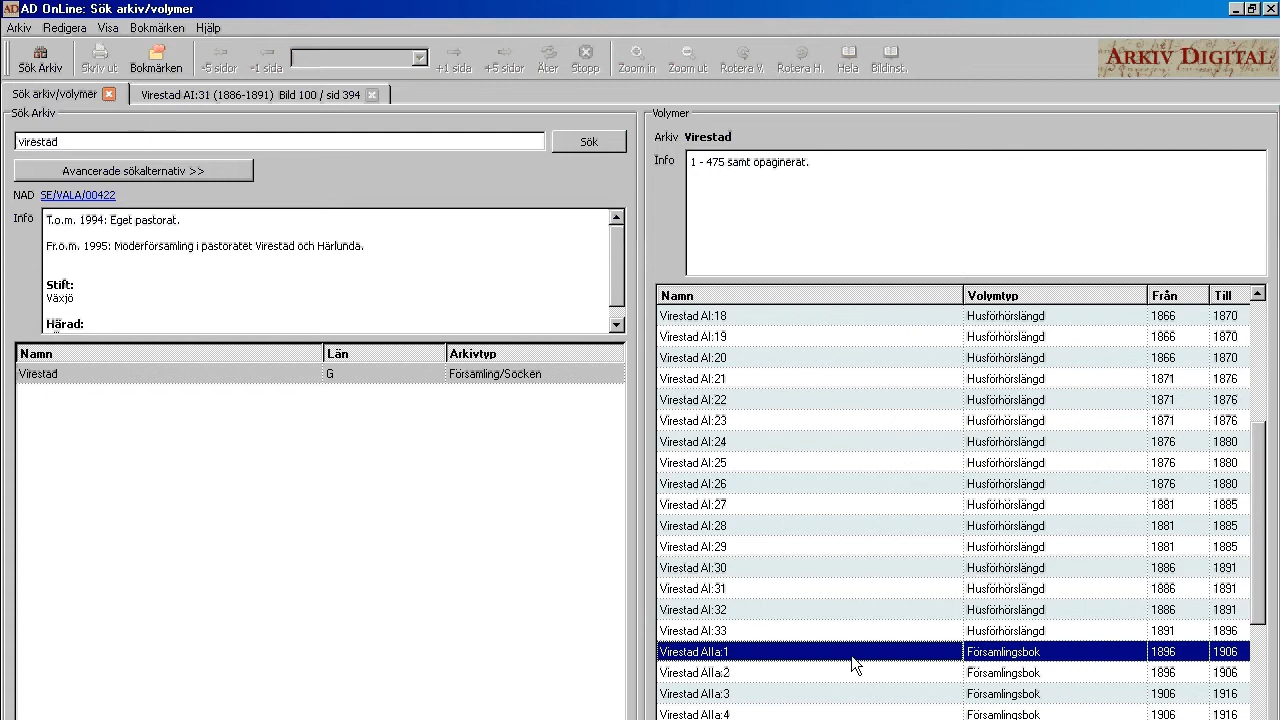 AD OnLine: Sök arkiv/volymer
Arkiv Redigera Visa Bokmärken Hjälp
Sök Arkiv Skriv ut Bokmärken -5 sidor -1 sida +1 sida +5 sidor Åter Stopp Zoom in Zoom ut Rotera V. Rotera H. Hela Bildinst. ARKIV DIGITAL
Sök arkiv/volymer Virestad AI:31 (1886-1891) Bild 100 / sid 394
Sök Arkiv
virestad Sök
Avancerade sökalternativ >>
NAD SE/VALA/00422
Info T.o.m. 1994: Eget pastorat.
Fr.o.m. 1995: Moderförsamling i pastoratet Virestad och Härlunda.
Stift:
Växjö
Härad:
Namn Län Arkivtyp
Virestad G Församling/Socken
Volymer
Arkiv Virestad
Info 1 - 475 samt opaginerat.
Namn Volymtyp Från Till
Virestad AI:18 Husförhörslängd 1866 1870
Virestad AI:19 Husförhörslängd 1866 1870
Virestad AI:20 Husförhörslängd 1866 1870
Virestad AI:21 Husförhörslängd 1871 1876
Virestad AI:22 Husförhörslängd 1871 1876
Virestad AI:23 Husförhörslängd 1871 1876
Virestad AI:24 Husförhörslängd 1876 1880
Virestad AI:25 Husförhörslängd 1876 1880
Virestad AI:26 Husförhörslängd 1876 1880
Virestad AI:27 Husförhörslängd 1881 1885
Virestad AI:28 Husförhörslängd 1881 1885
Virestad AI:29 Husförhörslängd 1881 1885
Virestad AI:30 Husförhörslängd 1886 1891
Virestad AI:31 Husförhörslängd 1886 1891
Virestad AI:32 Husförhörslängd 1886 1891
Virestad AI:33 Husförhörslängd 1891 1896
Virestad AIIa:1 Församlingsbok 1896 1906
Virestad AIIa:2 Församlingsbok 1896 1906
Virestad AIIa:3 Församlingsbok 1906 1916
Virestad AIIa:4 Församlingsbok 1906 1916